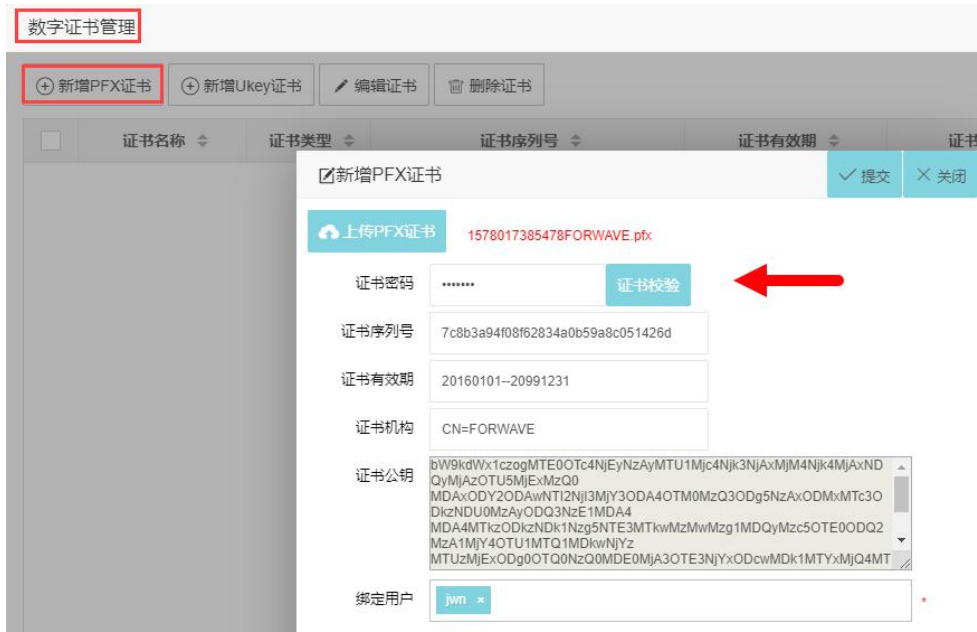 数字证书管理
新增PFX证书 新增Ukey证书 编辑证书 删除证书
证书名称 证书类型 证书序列号 证书有效期 证书
新增PFX证书 提交 关闭
上传PFX证书 1578017385478FORWAVE.pfx
证书密码 ······· 证书校验
证书序列号 7c8b3a94f08f62834a0b59a8c051426d
证书有效期 20160101--20991231
证书机构 CN=FORWAVE
证书公钥 bW9kdWx1czogMTE0OTc4NjEyNzAyMTU1Mjc4Njk3NjAxMjM4Njk4MjAxND
QyMjAzOTU5MjExMzQ0
MDAxODY2ODAwNTI2NjI3MjY3ODA4OTM0MzQ3ODg5NzAxODMxMTc3O
DkzNDU0MzAyODQ3NzE1MDA4
MDA4MTkzODkzNDk1Nzg5NTE3MTkwMzMwMzg1MDQyMzc5OTE0ODQ2
MzA1MjY4OTU1MTQ1MDkwNjYz
MTUzMjExODg0OTQ0NzQ0MDE0MjA3OTE3NjYxODcwMDk1MTYxMjQ4MT
绑定用户 jwn × *